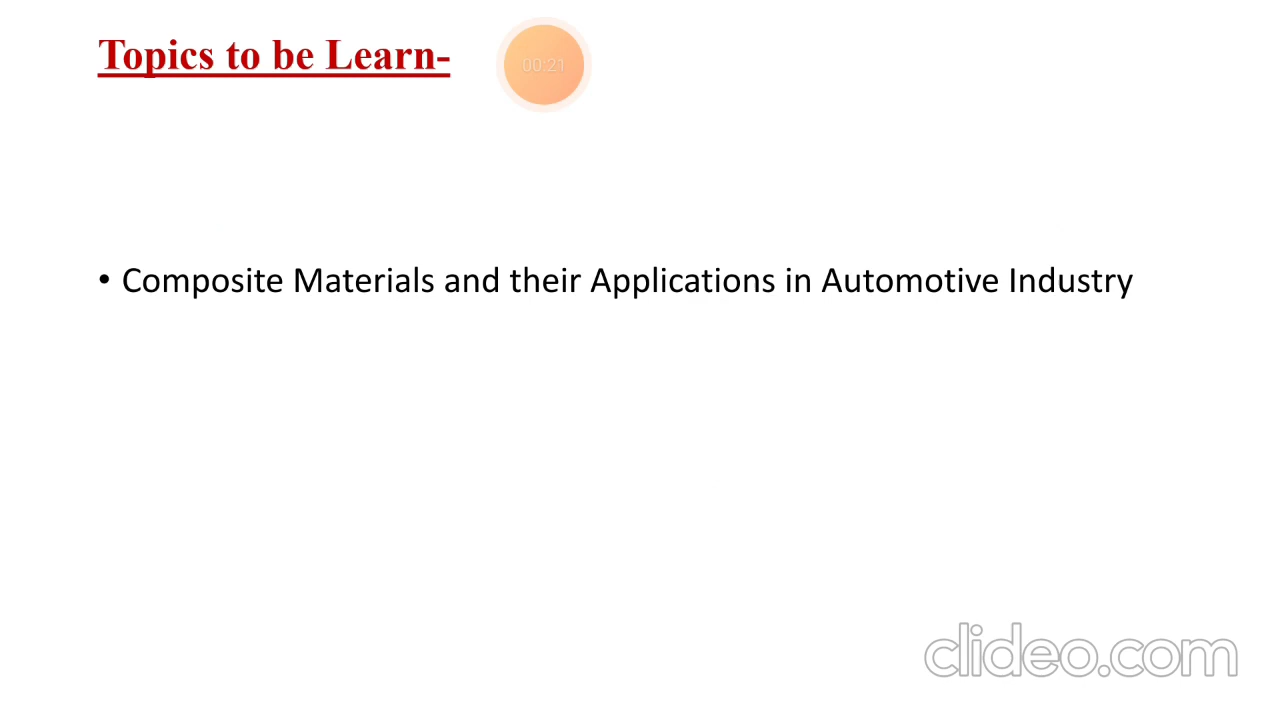 Topics to be Learn-
00:21
• Composite Materials and their Applications in Automotive Industry
clideo.com